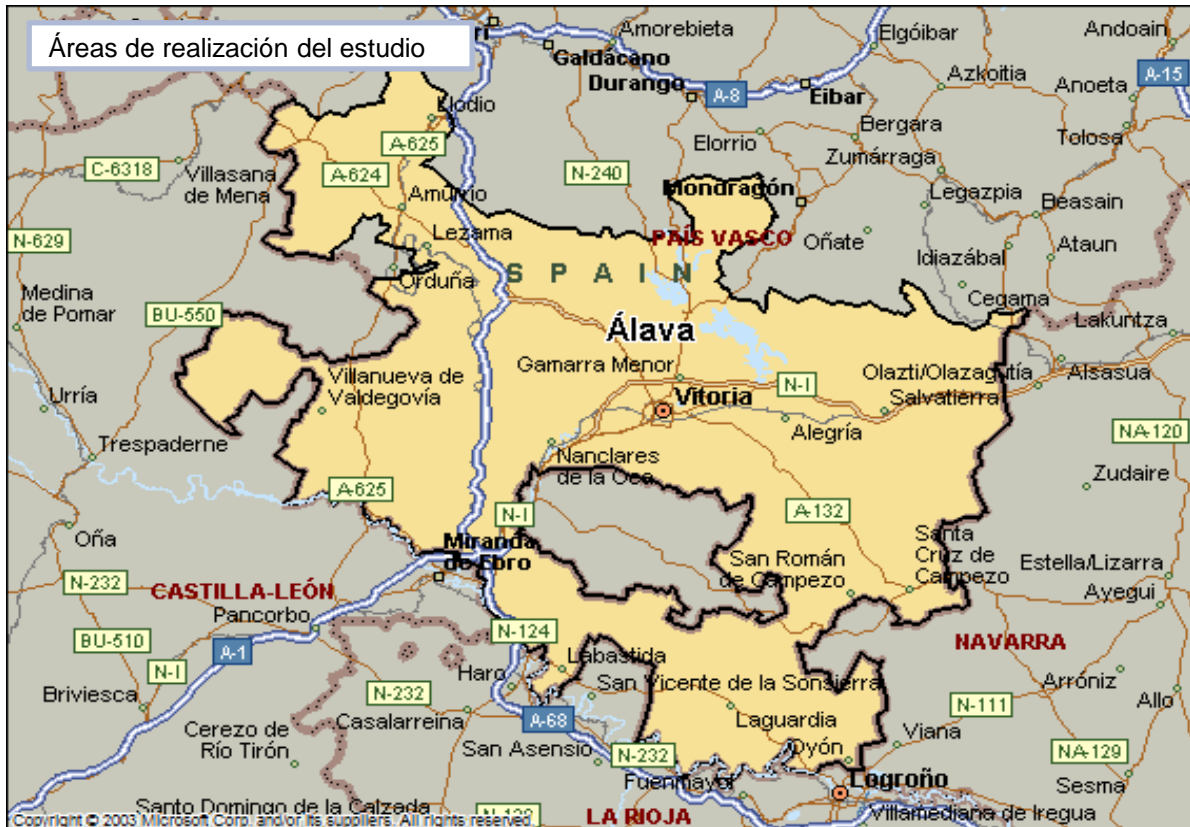 Áreas de realización del estudio
Amorebieta
Elgóibar
Andoain
Galdácano
Durango
A-8
Eibar
Azkoitia
A-15
Anoeta
Tolosa
A-625
Elorrio
Bergara
Zumárraga
C-6318
Villasana
de Mena
A-624
N-240
Mondragón
Legazpia
Beasain
Amurrio
N-629
Lezama
PAÍS VASCO
Oñate
Ataun
Idiazábal
Orduña
SPAIN
Cegama
Medina
de Pomar
BU-550
Álava
Lakuntza
Gamarra Menor
Olazti/Olazagutía
Alsasua
Villanueva de
Valdegovía
N-I
Salvatierra
Urría
Vitoria
Alegría
NA-120
Trespaderne
Nanclares
de la Oca
Zudaire
A-625
N-I
A-132
Oña
Miranda
de Ebro
Santa
Cruz de
Campezo
San Román
de Campezo
Estella/Lizarra
N-232
CASTILLA-LEÓN
Ayegui
Pancorbo
BU-510
N-124
NAVARRA
A-1
N-I
Labastida
Haro
San Vicente de la Sonsierra
Arróniz
Briviesca
N-232
Casalarreina
A-68
Laguardia
N-111
Allo
Cerezo de
Río Tirón
San Asensio
N-232
Oyón
Viana
NA-129
Fuenmayor
Logroño
Sesma
Santo Domingo de la Calzada
LA RIOJA
Villamediana de Iregua
Copyright © 2003 Microsoft Corp. and/or its suppliers. All rights reserved.